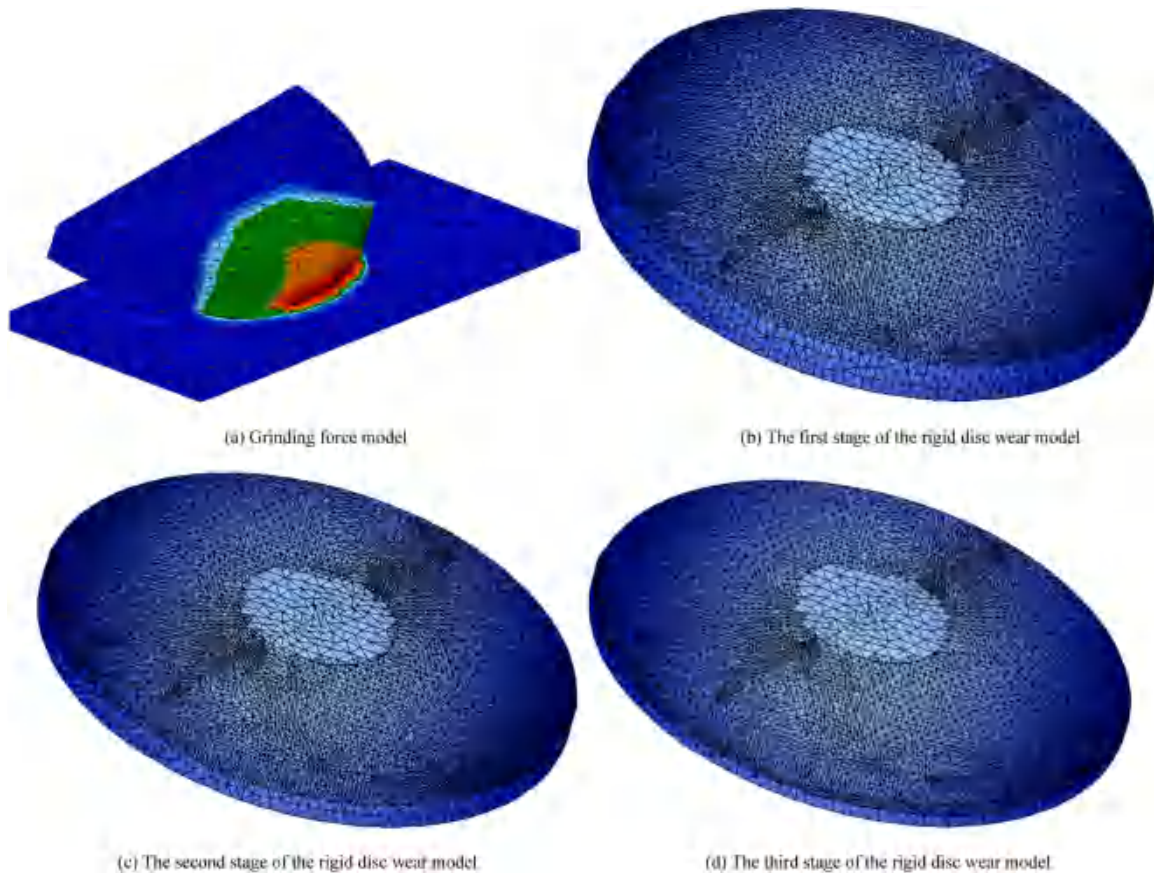 (a) Grinding force model
(b) The first stage of the rigid disc wear model
(c) The second stage of the rigid disc wear model
(d) The third stage of the rigid disc wear model